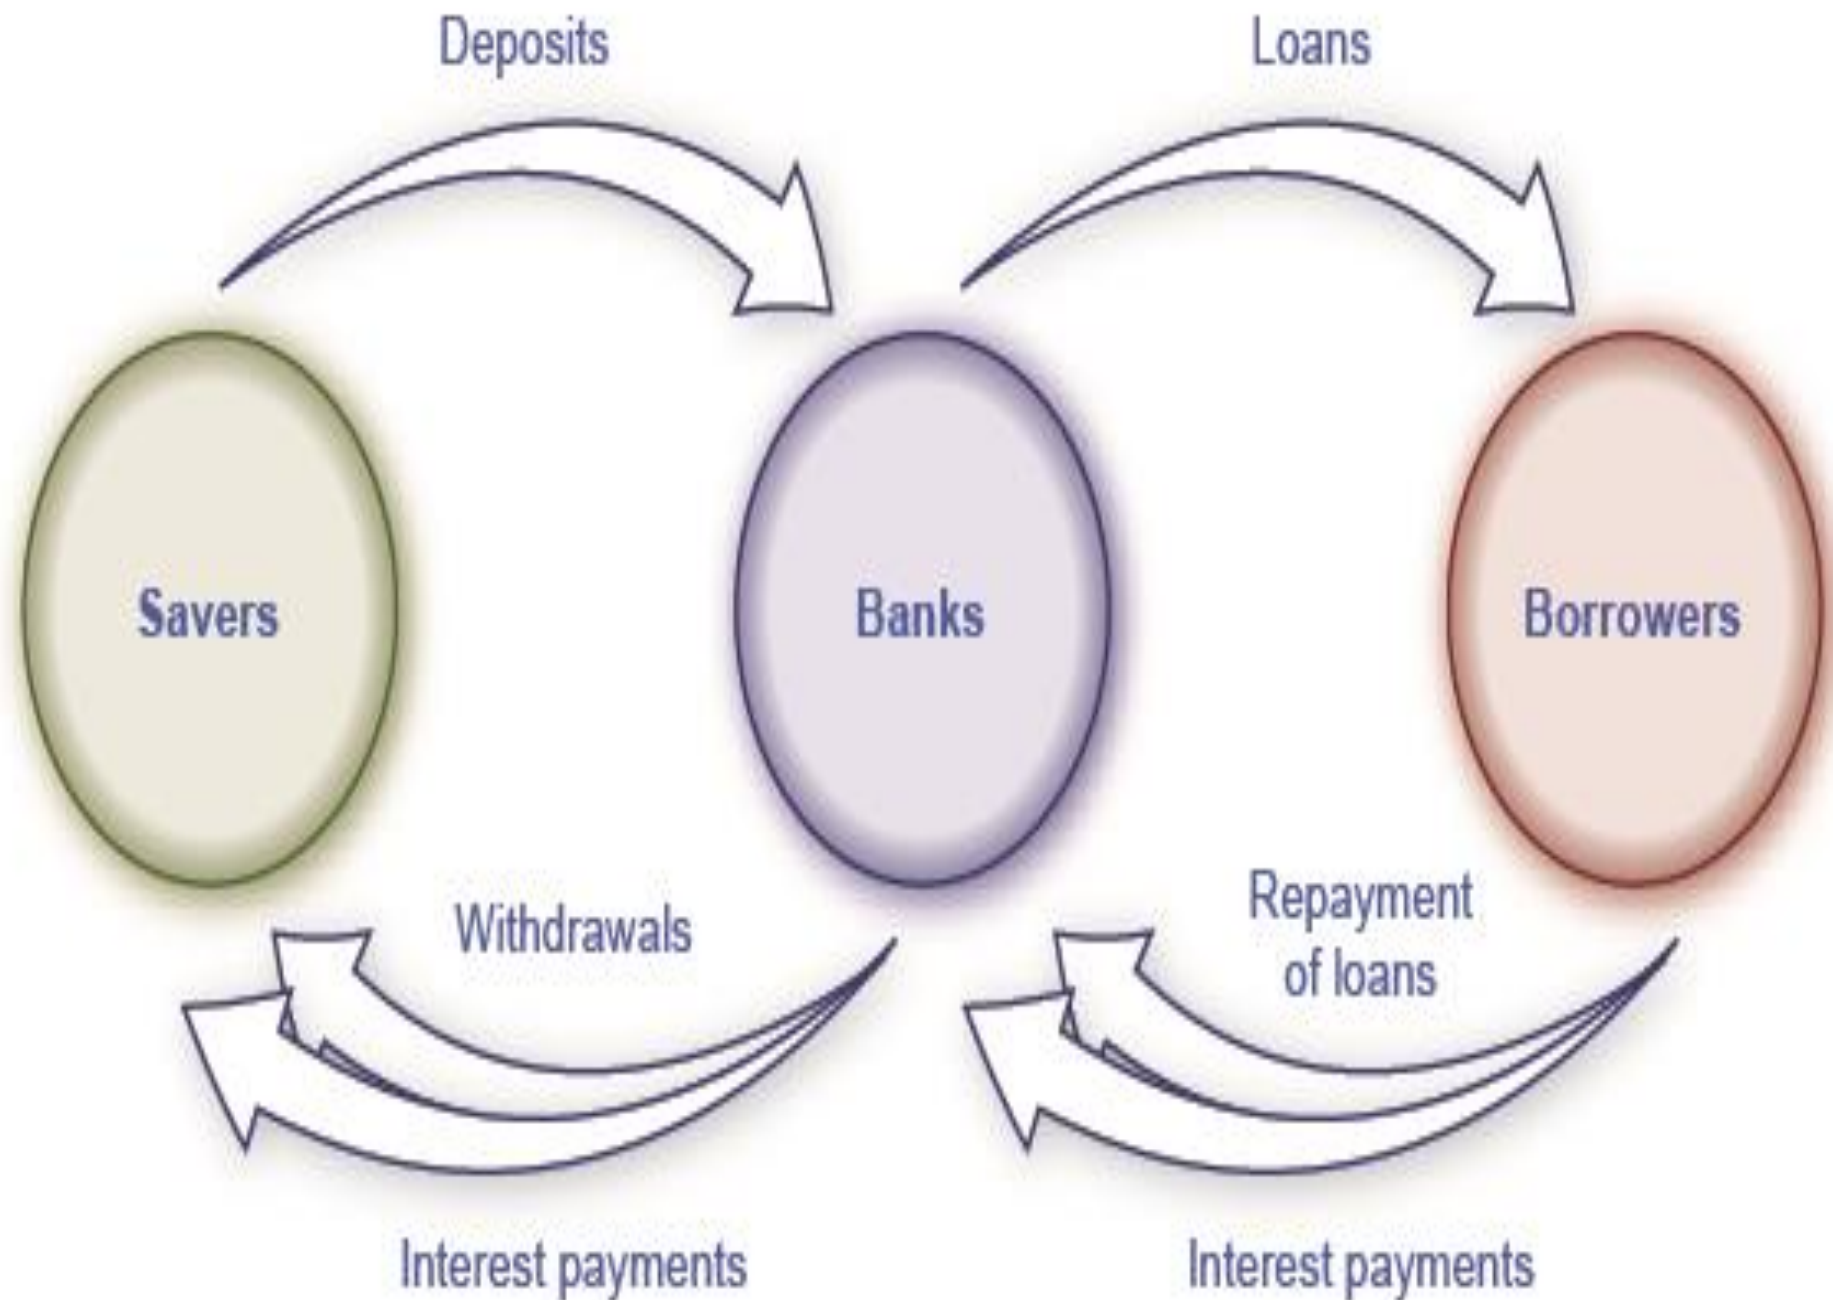 Deposits
Loans
Savers
Banks
Borrowers
Withdrawals
Repayment
of loans
Interest payments
Interest payments